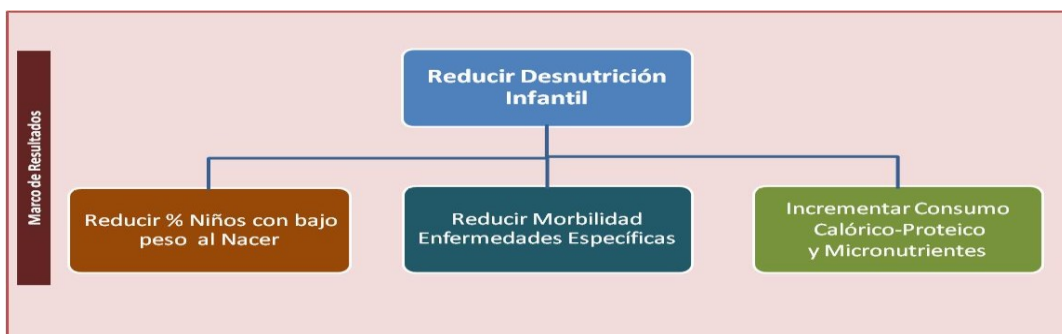 Marco de Resultados
Reducir Desnutrición
Infantil
Reducir % Niños con bajo
peso al Nacer
Reducir Morbilidad
Enfermedades Específicas
Incrementar Consumo
Calórico-Proteico
y Micronutrientes